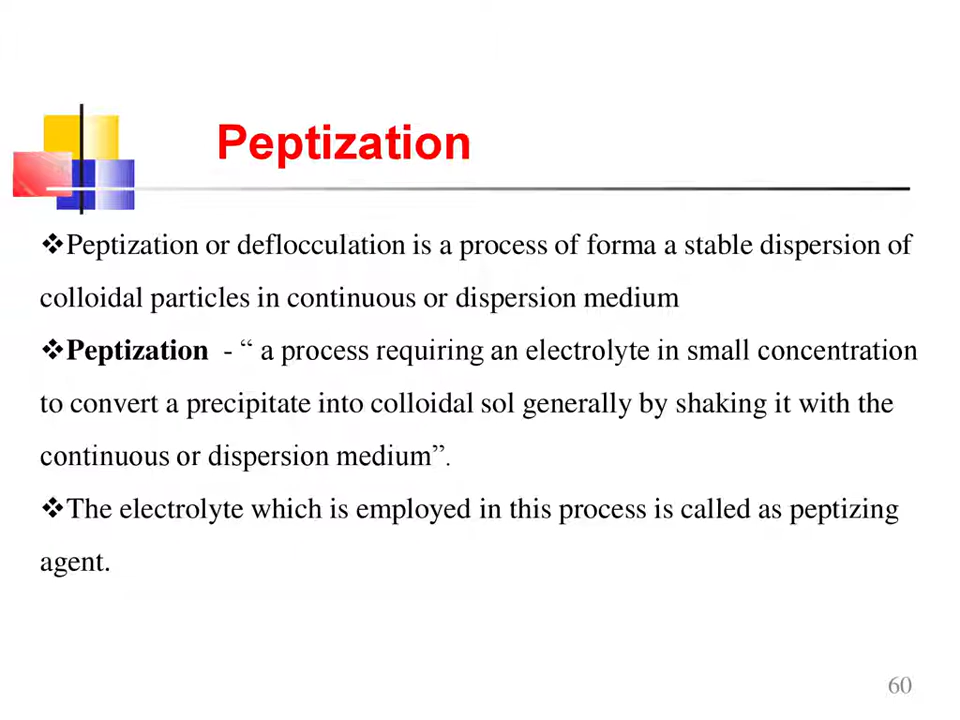 Peptization
❖Peptization or deflocculation is a process of forma a stable dispersion of
colloidal particles in continuous or dispersion medium
❖Peptization - “ a process requiring an electrolyte in small concentration
to convert a precipitate into colloidal sol generally by shaking it with the
continuous or dispersion medium”.
❖The electrolyte which is employed in this process is called as peptizing
agent.
60